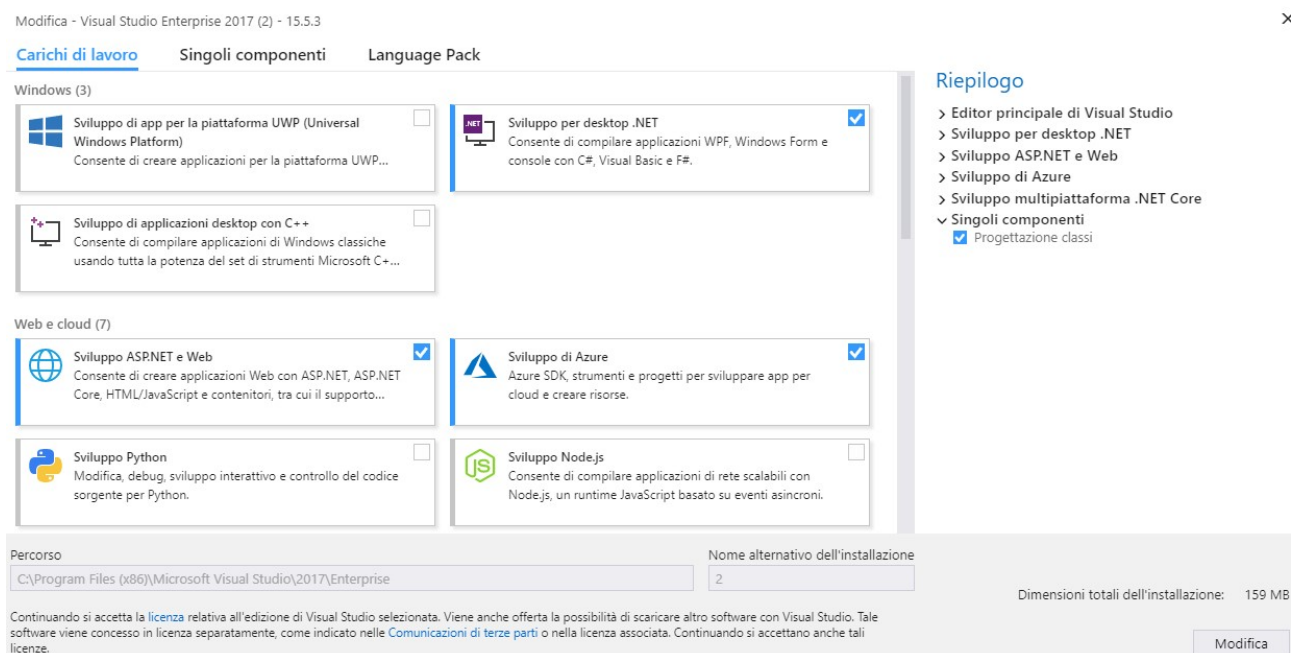 Modifica - Visual Studio Enterprise 2017 (2) - 15.5.3
Carichi di lavoro
Singoli componenti
Language Pack
Windows (3)
Sviluppo di app per la piattaforma UWP (Universal
Windows Platform)
Consente di creare applicazioni per la piattaforma UWP...
.NET
Sviluppo per desktop .NET
Consente di compilare applicazioni WPF, Windows Form e
console con C#, Visual Basic e F#.
Sviluppo di applicazioni desktop con C++
Consente di compilare applicazioni di Windows classiche
usando tutta la potenza del set di strumenti Microsoft C+...
Web e cloud (7)
Sviluppo ASP.NET e Web
Consente di creare applicazioni Web con ASP.NET, ASP.NET
Core, HTML/JavaScript e contenitori, tra cui il supporto...
Sviluppo di Azure
Azure SDK, strumenti e progetti per sviluppare app per
cloud e creare risorse.
Sviluppo Python
Modifica, debug, sviluppo interattivo e controllo del codice
sorgente per Python.
JS
Sviluppo Node.js
Consente di compilare applicazioni di rete scalabili con
Node.js, un runtime JavaScript basato su eventi asincroni.
Riepilogo
Editor principale di Visual Studio
Sviluppo per desktop .NET
Sviluppo ASP.NET e Web
Sviluppo di Azure
Sviluppo multipiattaforma .NET Core
Singoli componenti
Progettazione classi
Percorso
C:\Program Files (x86)\Microsoft Visual Studio\2017\Enterprise
Nome alternativo dell'installazione
2
Continuando si accetta la licenza relativa all'edizione di Visual Studio selezionata. Viene anche offerta la possibilità di scaricare altro software con Visual Studio. Tale
software viene concesso in licenza separatamente, come indicato nelle Comunicazioni di terze parti o nella licenza associata. Continuando si accettano anche tali
licenze.
Dimensioni totali dell'installazione: 159 MB
Modifica